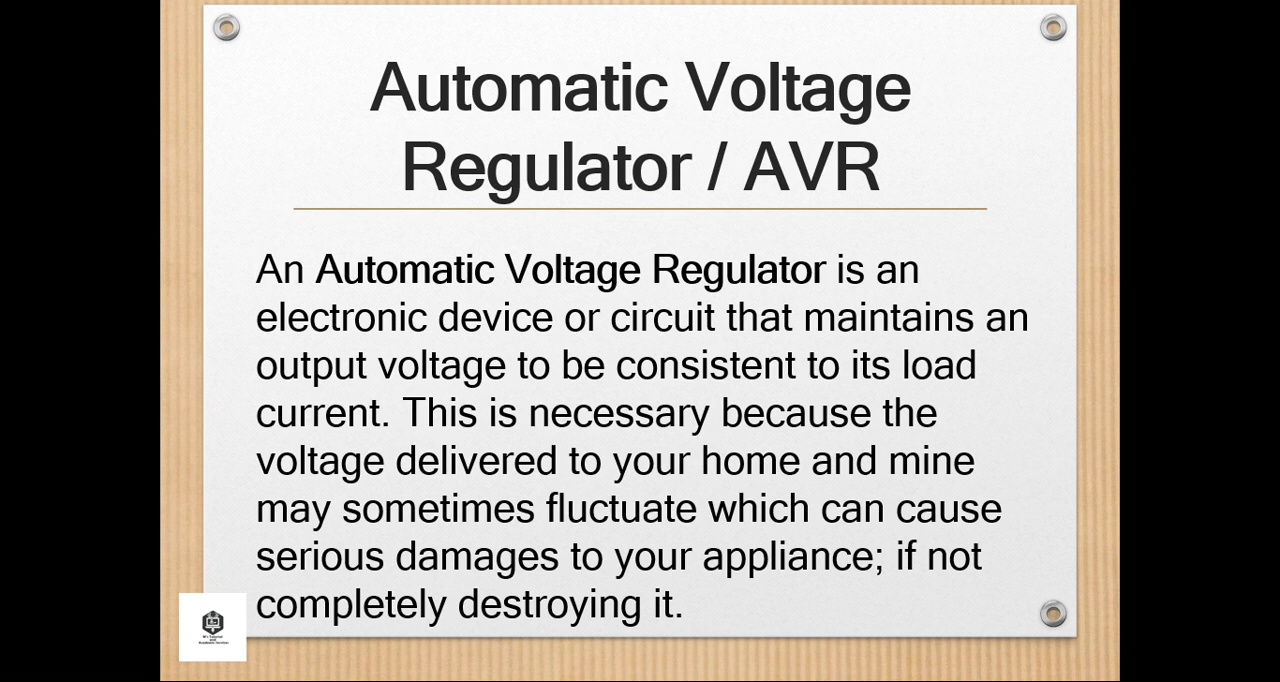 Automatic Voltage
Regulator / AVR
An Automatic Voltage Regulator is an
electronic device or circuit that maintains an
output voltage to be consistent to its load
current. This is necessary because the
voltage delivered to your home and mine
may sometimes fluctuate which can cause
serious damages to your appliance; if not
completely destroying it.